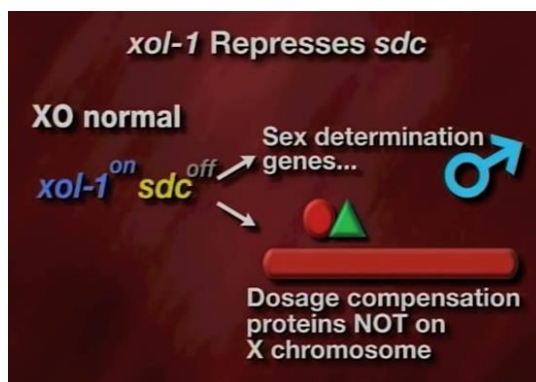 xol-1 Represses sdc
XO normal
xol-1on sdcoff
Sex determination
genes...
Dosage compensation
proteins NOT on
X chromosome